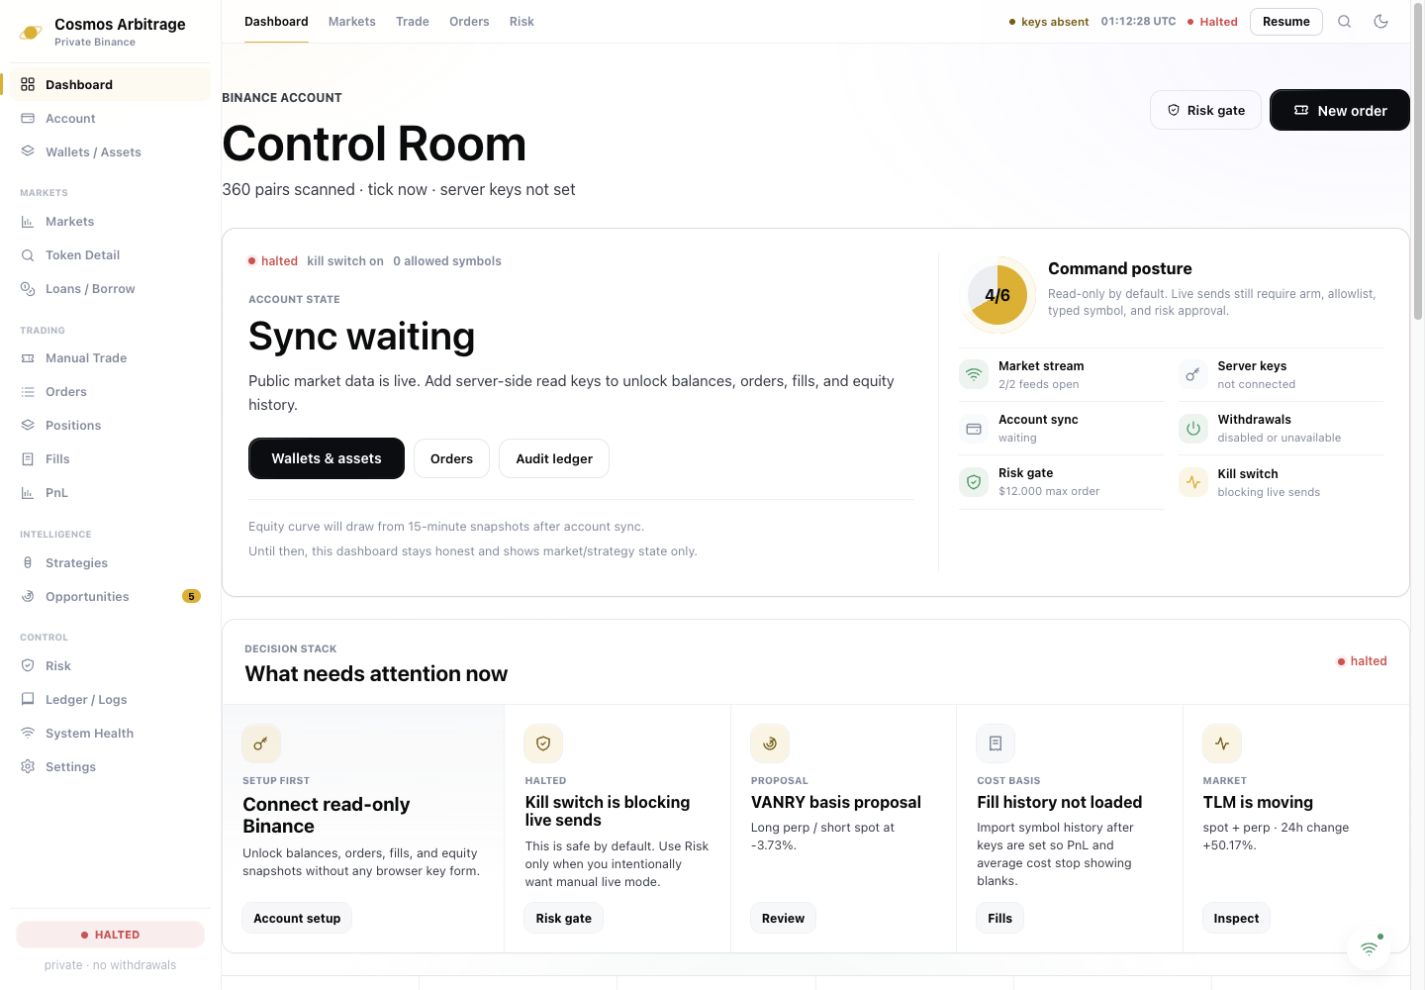 Cosmos Arbitrage
Private Binance
Dashboard
Account
Wallets / Assets
MARKETS
Markets
Token Detail
Loans / Borrow
TRADING
Manual Trade
Orders
Positions
Fills
PnL
INTELLIGENCE
Strategies
Opportunities 5
CONTROL
Risk
Ledger / Logs
System Health
Settings
HALTED
private · no withdrawals
Dashboard Markets Trade Orders Risk
keys absent 01:12:28 UTC Halted Resume
BINANCE ACCOUNT
Control Room
360 pairs scanned · tick now · server keys not set
Risk gate New order
halted kill switch on 0 allowed symbols
ACCOUNT STATE
Sync waiting
Public market data is live. Add server-side read keys to unlock balances, orders, fills, and equity
history.
Wallets & assets Orders Audit ledger
Equity curve will draw from 15-minute snapshots after account sync.
Until then, this dashboard stays honest and shows market/strategy state only.
4/6
Command posture
Read-only by default. Live sends still require arm, allowlist,
typed symbol, and risk approval.
Market stream
2/2 feeds open
Server keys
not connected
Account sync
waiting
Withdrawals
disabled or unavailable
Risk gate
$12.000 max order
Kill switch
blocking live sends
DECISION STACK
What needs attention now
halted
SETUP FIRST
Connect read-only
Binance
Unlock balances, orders, fills, and equity
snapshots without any browser key form.
Account setup
HALTED
Kill switch is blocking
live sends
This is safe by default. Use Risk
only when you intentionally
want manual live mode.
Risk gate
PROPOSAL
VANRY basis proposal
Long perp / short spot at
-3.73%.
Review
COST BASIS
Fill history not loaded
Import symbol history after
keys are set so PnL and
average cost stop showing
blanks.
Fills
MARKET
TLM is moving
spot + perp · 24h change
+50.17%.
Inspect